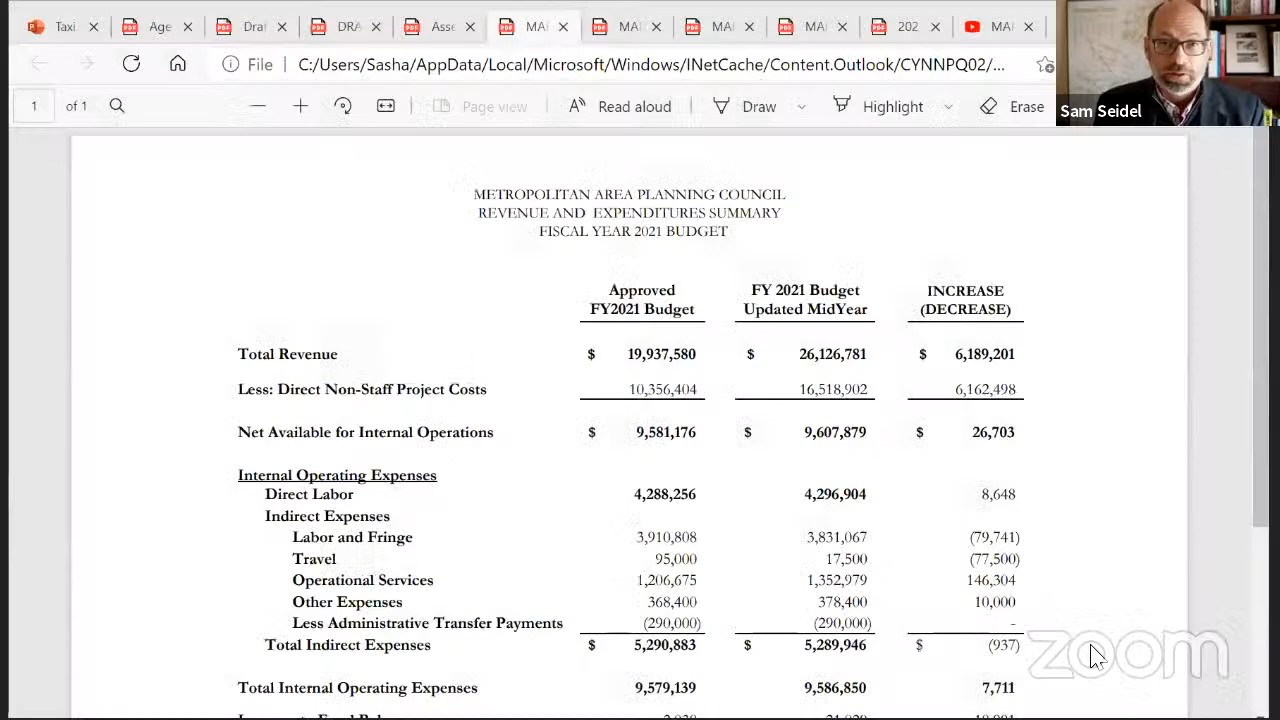 Taxi
Age
Draf
DRA
Asse
MAI
MAT
MA
MA
202
MAI
File C:/Users/Sasha/AppData/Local/Microsoft/Windows/INetCache/Content.Outlook/CYNNPQ02/...
1 of 1 Page view Read aloud Draw Highlight Erase
Sam Seidel
METROPOLITAN AREA PLANNING COUNCIL
REVENUE AND EXPENDITURES SUMMARY
FISCAL YEAR 2021 BUDGET
Approved FY 2021 Budget INCREASE
FY2021 Budget Updated MidYear (DECREASE)
Total Revenue $ 19,937,580 $ 26,126,781 $ 6,189,201
Less: Direct Non-Staff Project Costs 10,356,404 16,518,902 6,162,498
Net Available for Internal Operations $ 9,581,176 $ 9,607,879 $ 26,703
Internal Operating Expenses
Direct Labor 4,288,256 4,296,904 8,648
Indirect Expenses
Labor and Fringe 3,910,808 3,831,067 (79,741)
Travel 95,000 17,500 (77,500)
Operational Services 1,206,675 1,352,979 146,304
Other Expenses 368,400 378,400 10,000
Less Administrative Transfer Payments (290,000) (290,000) -
Total Indirect Expenses $ 5,290,883 $ 5,289,946 $ (937)
zoom
Total Internal Operating Expenses 9,579,139 9,586,850 7,711